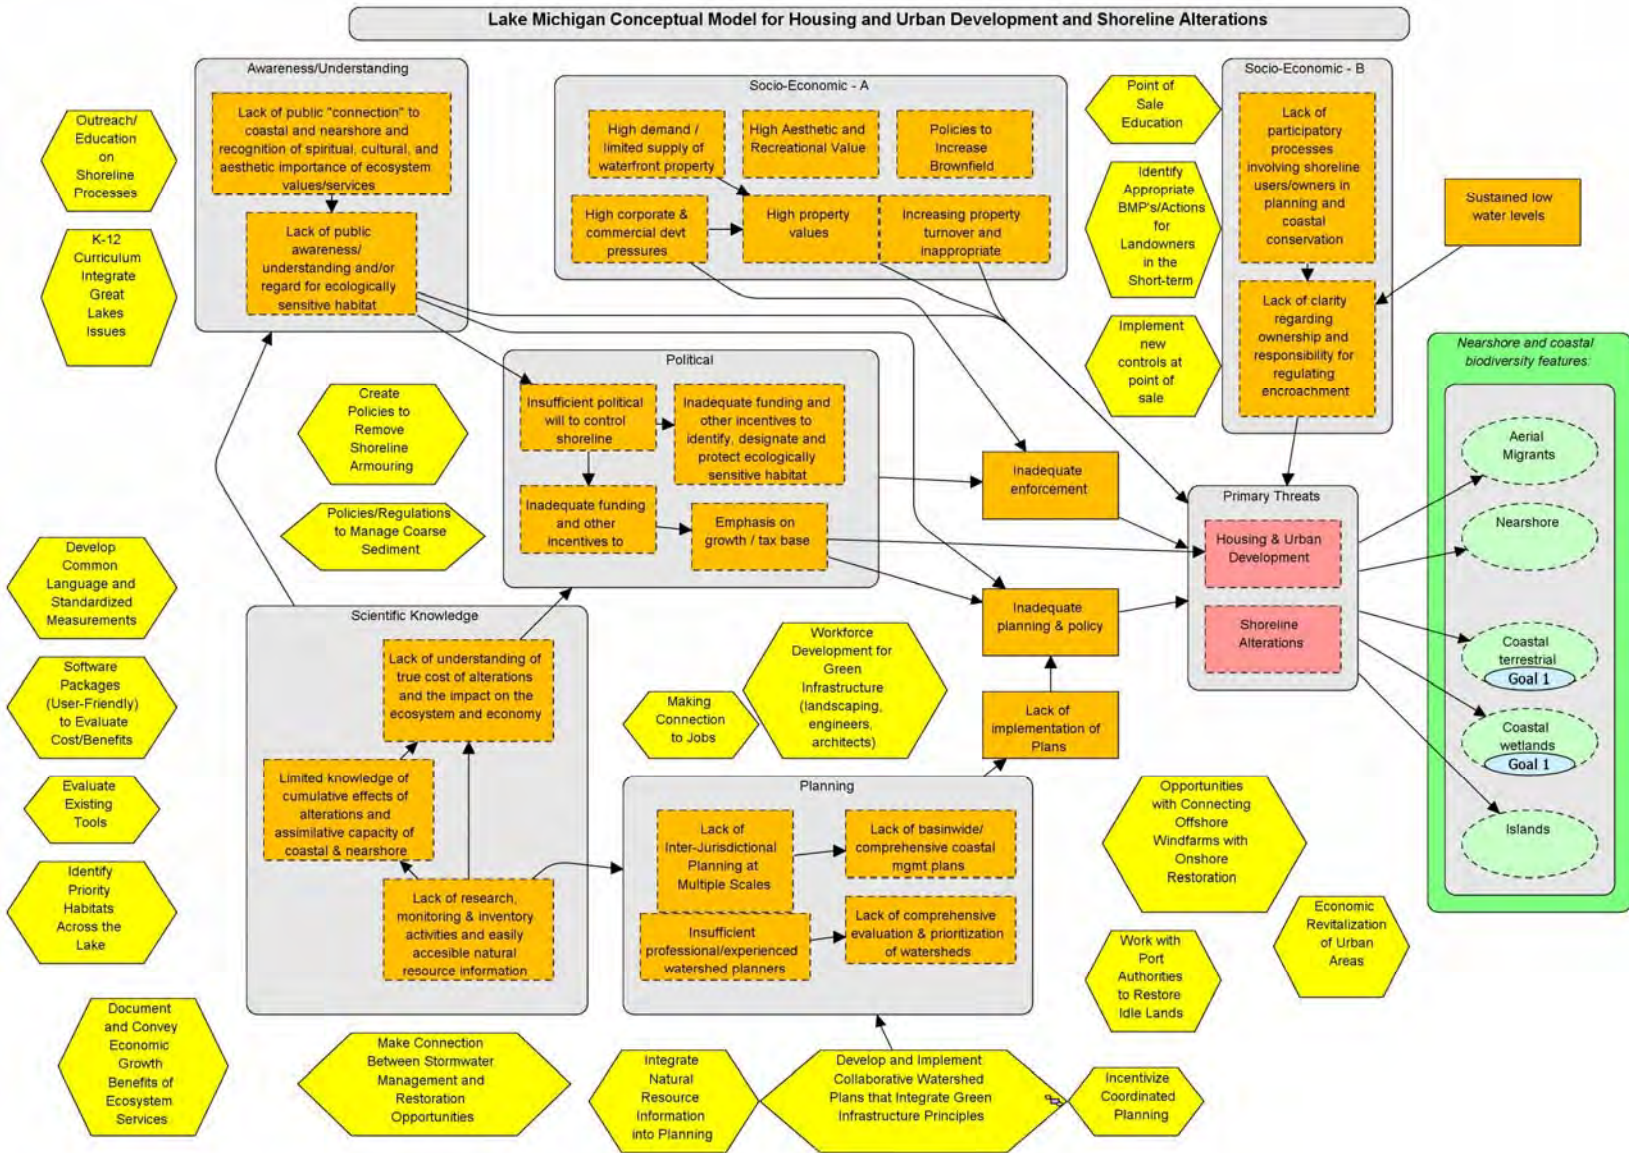 Lake Michigan Conceptual Model for Housing and Urban Development and Shoreline Alterations
Awareness/Understanding
Lack of public "connection" to
coastal and nearshore and
recognition of spiritual, cultural, and
aesthetic importance of ecosystem
values/services
Lack of public
awareness/
understanding and/or
regard for ecologically
sensitive habitat
Outreach/
Education
on
Shoreline
Processes
K-12
Curriculum
Integrate
Great
Lakes
Issues
Socio-Economic - A
High demand /
limited supply of
waterfront property
High Aesthetic and
Recreational Value
Policies to
Increase
Brownfield
High corporate &
commercial devt
pressures
High property
values
Increasing property
turnover and
inappropriate
Point of
Sale
Education
Identify
Appropriate
BMP's/Actions
for
Landowners
in the
Short-term
Implement
new
controls at
point of
sale
Socio-Economic - B
Lack of
participatory
processes
involving shoreline
users/owners in
planning and
coastal
conservation
Lack of clarity
regarding
ownership and
responsibility for
regulating
encroachment
Sustained low
water levels
Nearshore and coastal
biodiversity features:
Aerial
Migrants
Nearshore
Coastal
terrestrial
Goal 1
Coastal
wetlands
Goal 1
Islands
Political
Insufficient political
will to control
shoreline
Inadequate funding and
other incentives to
identify, designate and
protect ecologically
sensitive habitat
Inadequate funding
and other
incentives to
Emphasis on
growth / tax base
Create
Policies to
Remove
Shoreline
Armouring
Policies/Regulations
to Manage Coarse
Sediment
Inadequate
enforcement
Inadequate
planning & policy
Lack of
implementation of
Plans
Primary Threats
Housing & Urban
Development
Shoreline
Alterations
Develop
Common
Language and
Standardized
Measurements
Software
Packages
(User-Friendly)
to Evaluate
Cost/Benefits
Evaluate
Existing
Tools
Identify
Priority
Habitats
Across the
Lake
Document
and Convey
Economic
Growth
Benefits of
Ecosystem
Services
Scientific Knowledge
Lack of understanding of
true cost of alterations
and the impact on the
ecosystem and economy
Limited knowledge of
cumulative effects of
alterations and
assimilative capacity of
coastal & nearshore
Lack of research,
monitoring & inventory
activities and easily
accesible natural
resource information
Making
Connection
to Jobs
Workforce
Development for
Green
Infrastructure
(landscaping,
engineers,
architects)
Planning
Lack of
Inter-Jurisdictional
Planning at
Multiple Scales
Lack of basinwide/
comprehensive coastal
mgmt plans
Insufficient
professional/experienced
watershed planners
Lack of comprehensive
evaluation & prioritization
of watersheds
Opportunities
with Connecting
Offshore
Windfarms with
Onshore
Restoration
Economic
Revitalization
of Urban
Areas
Work with
Port
Authorities
to Restore
Idle Lands
Make Connection
Between Stormwater
Management and
Restoration
Opportunities
Integrate
Natural
Resource
Information
into Planning
Develop and Implement
Collaborative Watershed
Plans that Integrate Green
Infrastructure Principles
Incentivize
Coordinated
Planning